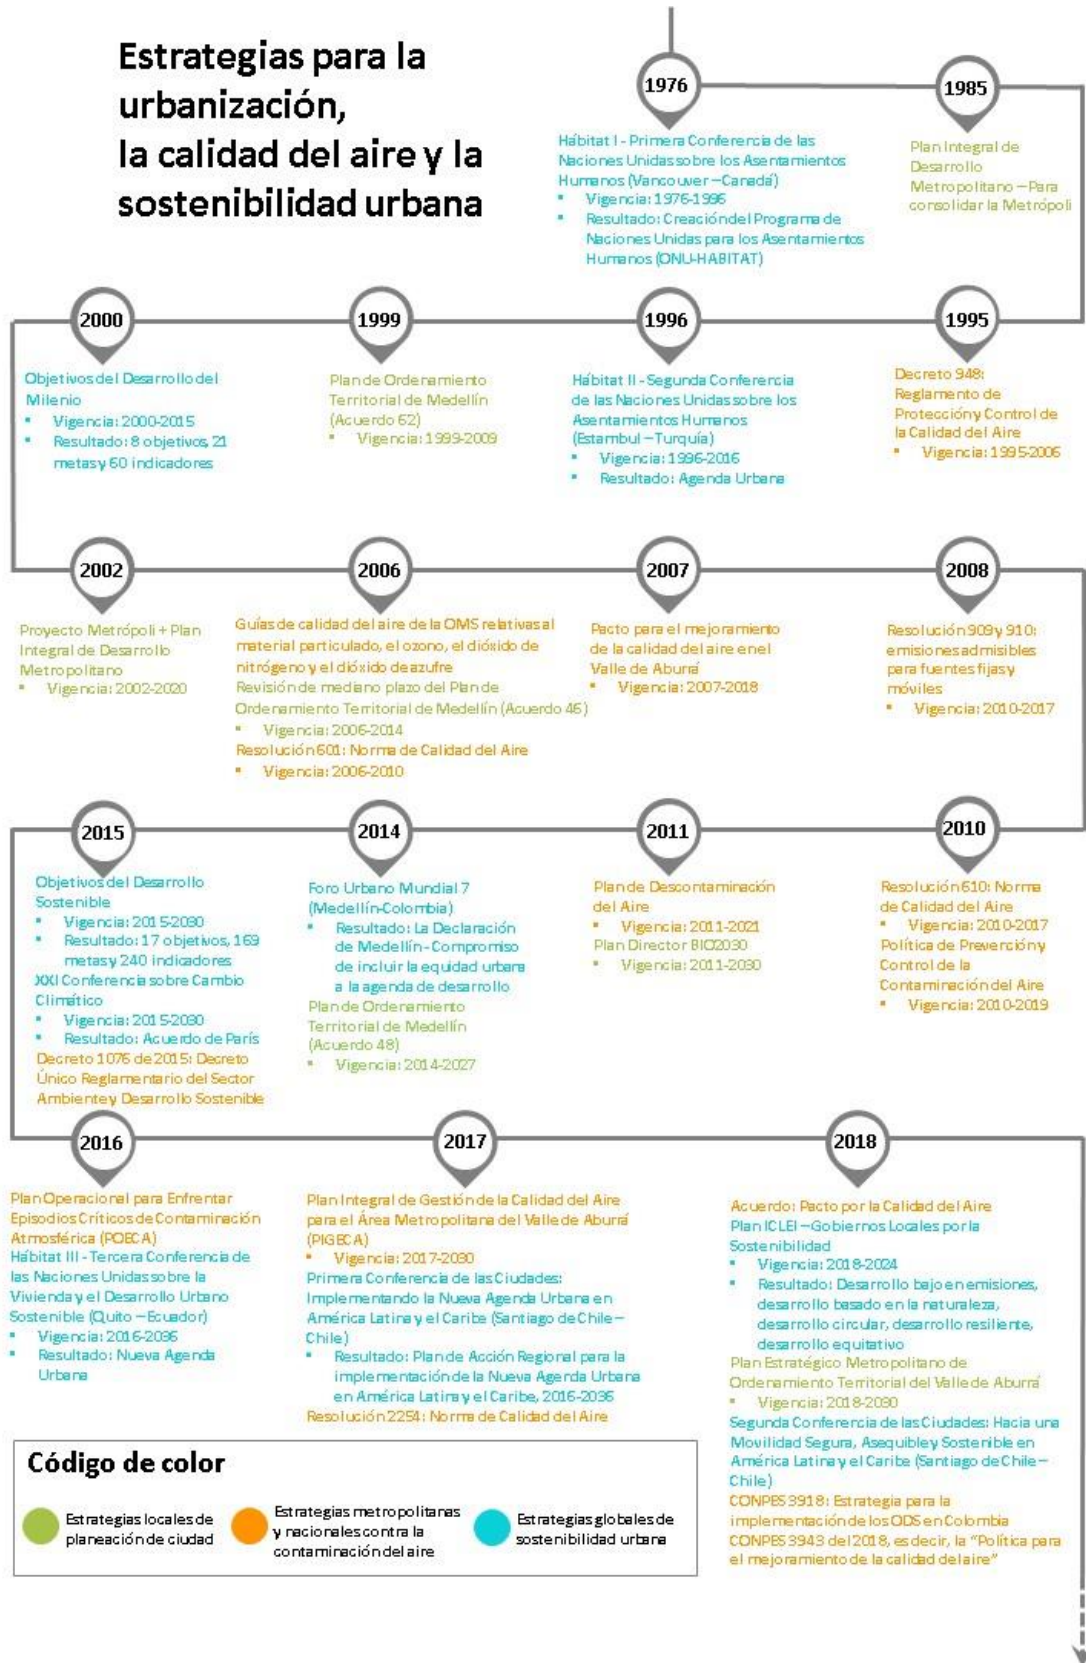 Estrategias para la
urbanización,
la calidad del aire y la
sostenibilidad urbana
1976
Hábitat I - Primera Conferencia de las
Naciones Unidas sobre los Asentamientos
Humanos (Vancouver – Canadá)
▪ Vigencia: 1976-1996
▪ Resultado: Creación del Programa de
Naciones Unidas para los Asentamientos
Humanos (ONU-HABITAT)
1985
Plan Integral de
Desarrollo
Metropolitano – Para
consolidar la Metrópoli
1995
Decreto 948:
Reglamento de
Protección y Control de
la Calidad del Aire
▪ Vigencia: 1995-2006
1996
Hábitat II - Segunda Conferencia
de las Naciones Unidas sobre los
Asentamientos Humanos
(Estambul – Turquía)
▪ Vigencia: 1996-2016
▪ Resultado: Agenda Urbana
1999
Plan de Ordenamiento
Territorial de Medellín
(Acuerdo 62)
▪ Vigencia: 1999-2009
2000
Objetivos del Desarrollo del
Milenio
▪ Vigencia: 2000-2015
▪ Resultado: 8 objetivos, 21
metas y 60 indicadores
2002
Proyecto Metrópoli + Plan
Integral de Desarrollo
Metropolitano
▪ Vigencia: 2002-2020
2006
Guías de calidad del aire de la OMS relativas al
material particulado, el ozono, el dióxido de
nitrógeno y el dióxido de azufre
Revisión de mediano plazo del Plan de
Ordenamiento Territorial de Medellín (Acuerdo 46)
▪ Vigencia: 2006-2014
Resolución 601: Norma de Calidad del Aire
▪ Vigencia: 2006-2010
2007
Pacto para el mejoramiento
de la calidad del aire en el
Valle de Aburrá
▪ Vigencia: 2007-2018
2008
Resolución 909 y 910:
emisiones admisibles
para fuentes fijas y
móviles
▪ Vigencia: 2010-2017
2010
Resolución 610: Norma
de Calidad del Aire
▪ Vigencia: 2010-2017
Política de Prevención y
Control de la
Contaminación del Aire
▪ Vigencia: 2010-2019
2011
Plan de Descontaminación
del Aire
▪ Vigencia: 2011-2021
Plan Director BIO2030
▪ Vigencia: 2011-2030
2014
Foro Urbano Mundial 7
(Medellín-Colombia)
▪ Resultado: La Declaración
de Medellín - Compromiso
de incluir la equidad urbana
a la agenda de desarrollo
Plan de Ordenamiento
Territorial de Medellín
(Acuerdo 48)
▪ Vigencia: 2014-2027
2015
Objetivos del Desarrollo
Sostenible
▪ Vigencia: 2015-2030
▪ Resultado: 17 objetivos, 169
metas y 240 indicadores
XXI Conferencia sobre Cambio
Climático
▪ Vigencia: 2015-2030
▪ Resultado: Acuerdo de París
Decreto 1076 de 2015: Decreto
Único Reglamentario del Sector
Ambiente y Desarrollo Sostenible
2016
Plan Operacional para Enfrentar
Episodios Críticos de Contaminación
Atmosférica (POECA)
Hábitat III - Tercera Conferencia de
las Naciones Unidas sobre la
Vivienda y el Desarrollo Urbano
Sostenible (Quito – Ecuador)
▪ Vigencia: 2016-2036
▪ Resultado: Nueva Agenda
Urbana
2017
Plan Integral de Gestión de la Calidad del Aire
para el Área Metropolitana del Valle de Aburrá
(PIGECA)
▪ Vigencia: 2017-2030
Primera Conferencia de las Ciudades:
Implementando la Nueva Agenda Urbana en
América Latina y el Caribe (Santiago de Chile –
Chile)
▪ Resultado: Plan de Acción Regional para la
implementación de la Nueva Agenda Urbana
en América Latina y el Caribe, 2016-2036
Resolución 2254: Norma de Calidad del Aire
2018
Acuerdo: Pacto por la Calidad del Aire
Plan ICLEI – Gobiernos Locales por la
Sostenibilidad
▪ Vigencia: 2018-2024
▪ Resultado: Desarrollo bajo en emisiones,
desarrollo basado en la naturaleza,
desarrollo circular, desarrollo resiliente,
desarrollo equitativo
Plan Estratégico Metropolitano de
Ordenamiento Territorial del Valle de Aburrá
▪ Vigencia: 2018-2030
Segunda Conferencia de las Ciudades: Hacia una
Movilidad Segura, Asequible y Sostenible en
América Latina y el Caribe (Santiago de Chile –
Chile)
CONPES 3918: Estrategia para la
implementación de los ODS en Colombia
CONPES 3943 del 2018, es decir, la “Política para
el mejoramiento de la calidad del aire”
Código de color
Estrategias locales de
planeación de ciudad
Estrategias metropolitanas
y nacionales contra la
contaminación del aire
Estrategias globales de
sostenibilidad urbana